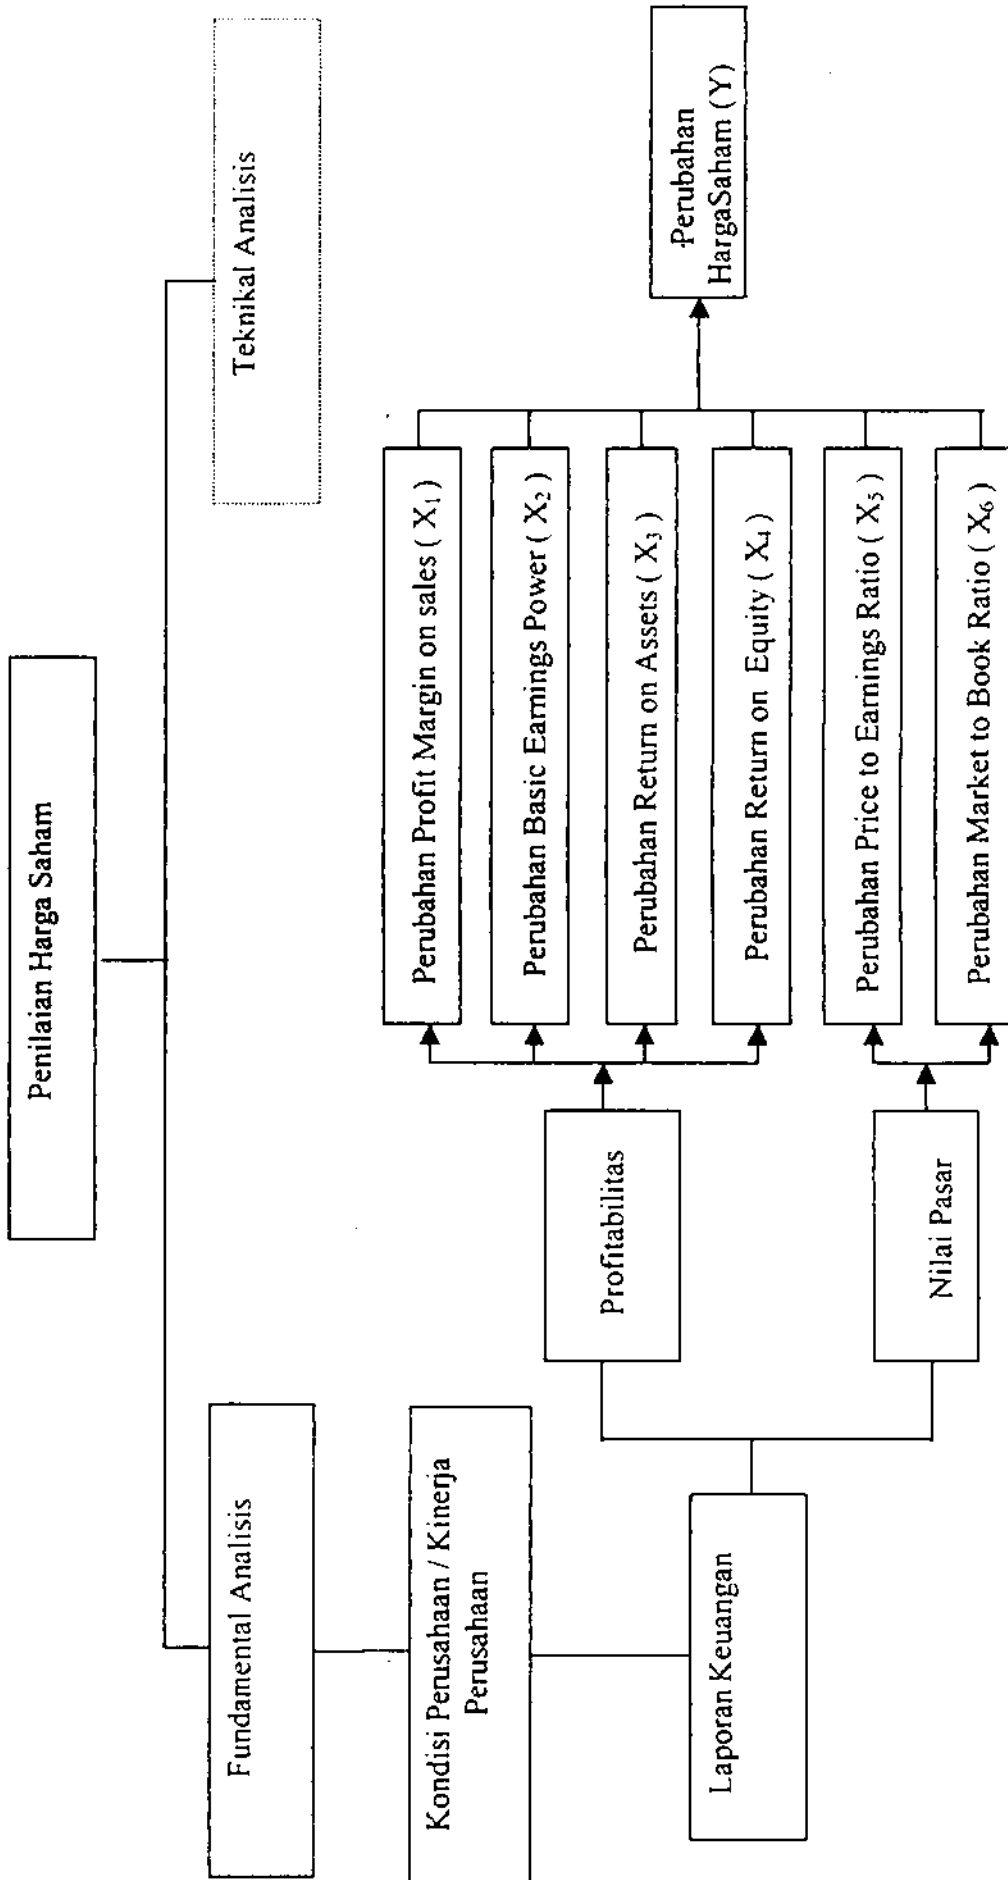 Penilaian Harga Saham
Fundamental Analisis
Teknikal Analisis
Kondisi Perusahaan / Kinerja
Perusahaan
Laporan Keuangan
Profitabilitas
Nilai Pasar
Perubahan Profit Margin on sales ( X₁ )
Perubahan Basic Earnings Power ( X₂ )
Perubahan Return on Assets ( X₃ )
Perubahan Return on Equity ( X₄ )
Perubahan Price to Earnings Ratio ( X₅ )
Perubahan Market to Book Ratio ( X₆ )
Perubahan
HargaSaham ( Y )